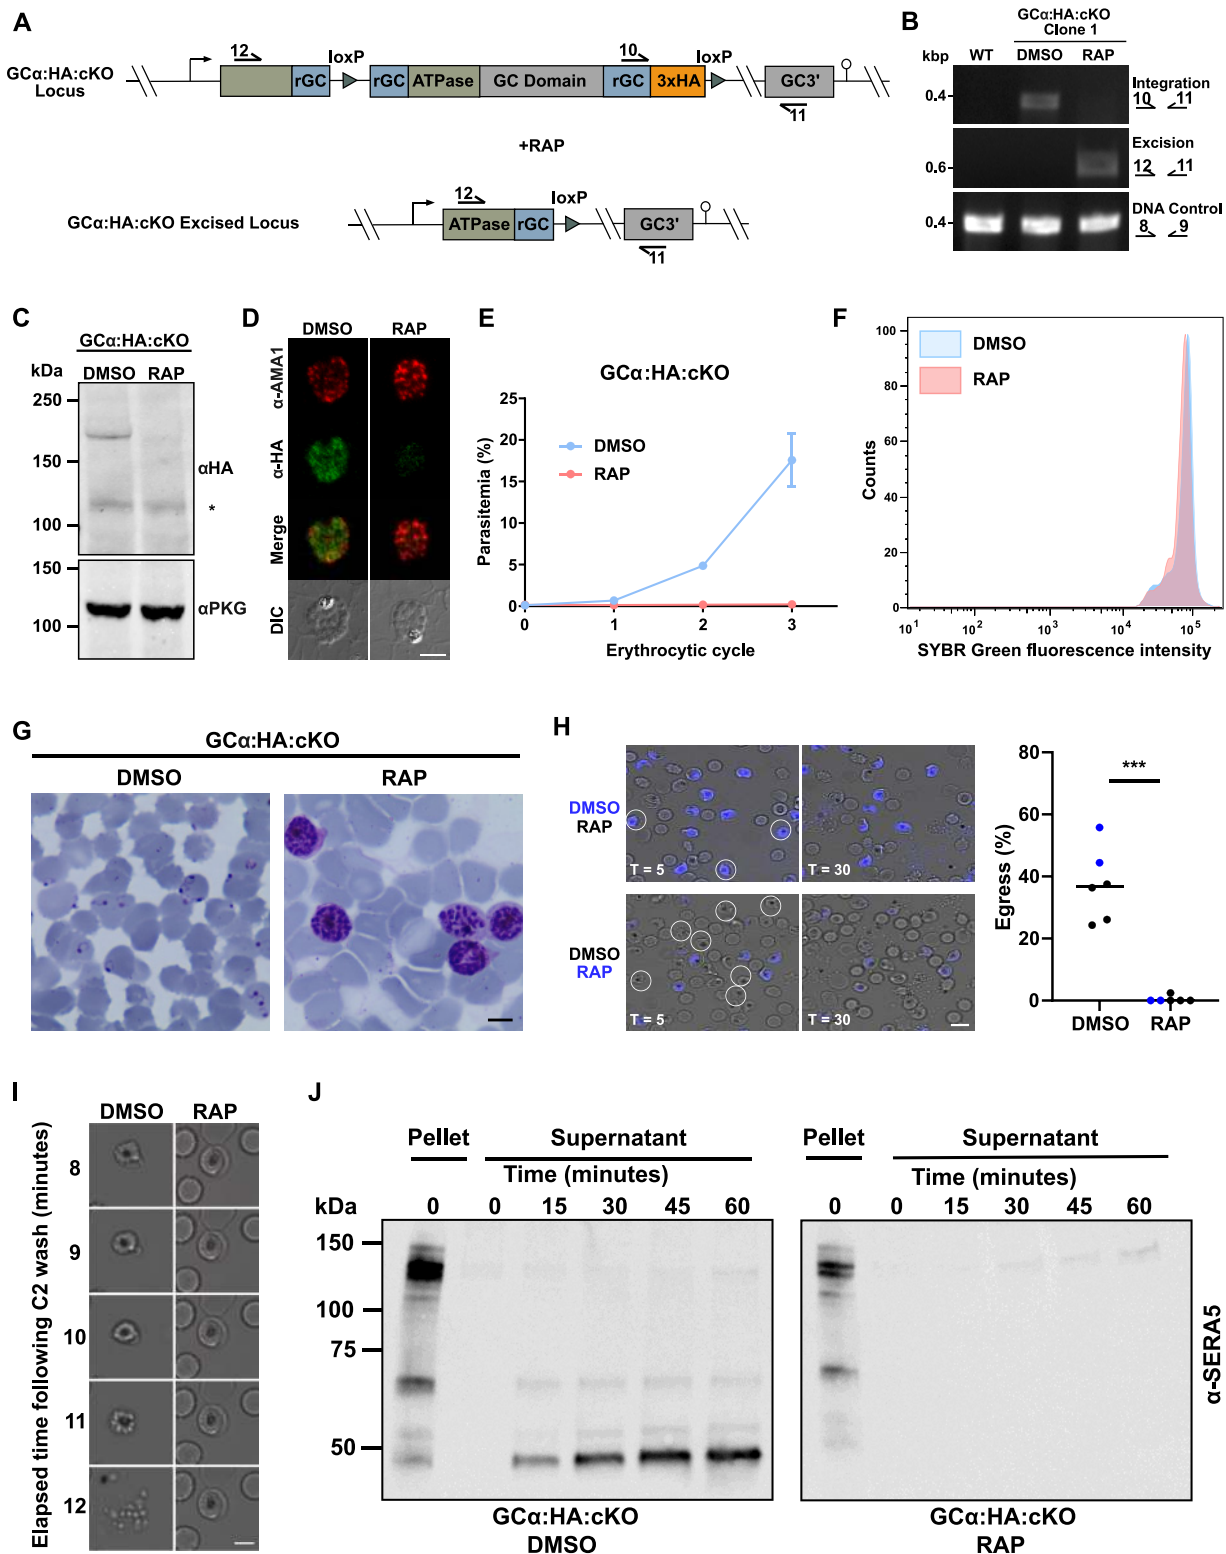 A
GCα:HA:cKO
Locus
12
rGC
loxP
rGC
ATPase
GC Domain
10
rGC
3xHA
loxP
GC3'
11
+RAP
GCα:HA:cKO Excised Locus
12
ATPase
rGC
loxP
GC3'
11
B
GCα:HA:cKO
Clone 1
kbp
WT
DMSO
RAP
0.4
Integration
10 11
0.6
Excision
12 11
0.4
DNA Control
8 9
C
GCα:HA:cKO
kDa
DMSO RAP
250
150
100
αHA
*
150
100
αPKG
D
DMSO
RAP
α-AMA1
α-HA
Merge
DIC
E
GCα:HA:cKO
Parasitemia (%)
25
20
15
10
5
0
DMSO
RAP
0 1 2 3
Erythrocytic cycle
F
DMSO
RAP
Counts
100
80
60
40
20
0
10¹ 10² 10³ 10⁴ 10⁵
SYBR Green fluorescence intensity
G
GCα:HA:cKO
DMSO
RAP
H
DMSO
RAP
T = 5
T = 30
DMSO
RAP
T = 5
T = 30
Egress (%)
80
60
40
20
0
***
DMSO RAP
I
DMSO RAP
Elapsed time following C2 wash (minutes)
8
9
10
11
12
J
Pellet
Supernatant
Time (minutes)
kDa
0 0 15 30 45 60
150
100
75
50
GCα:HA:cKO
DMSO
Pellet
Supernatant
Time (minutes)
0 0 15 30 45 60
α-SERA5
GCα:HA:cKO
RAP